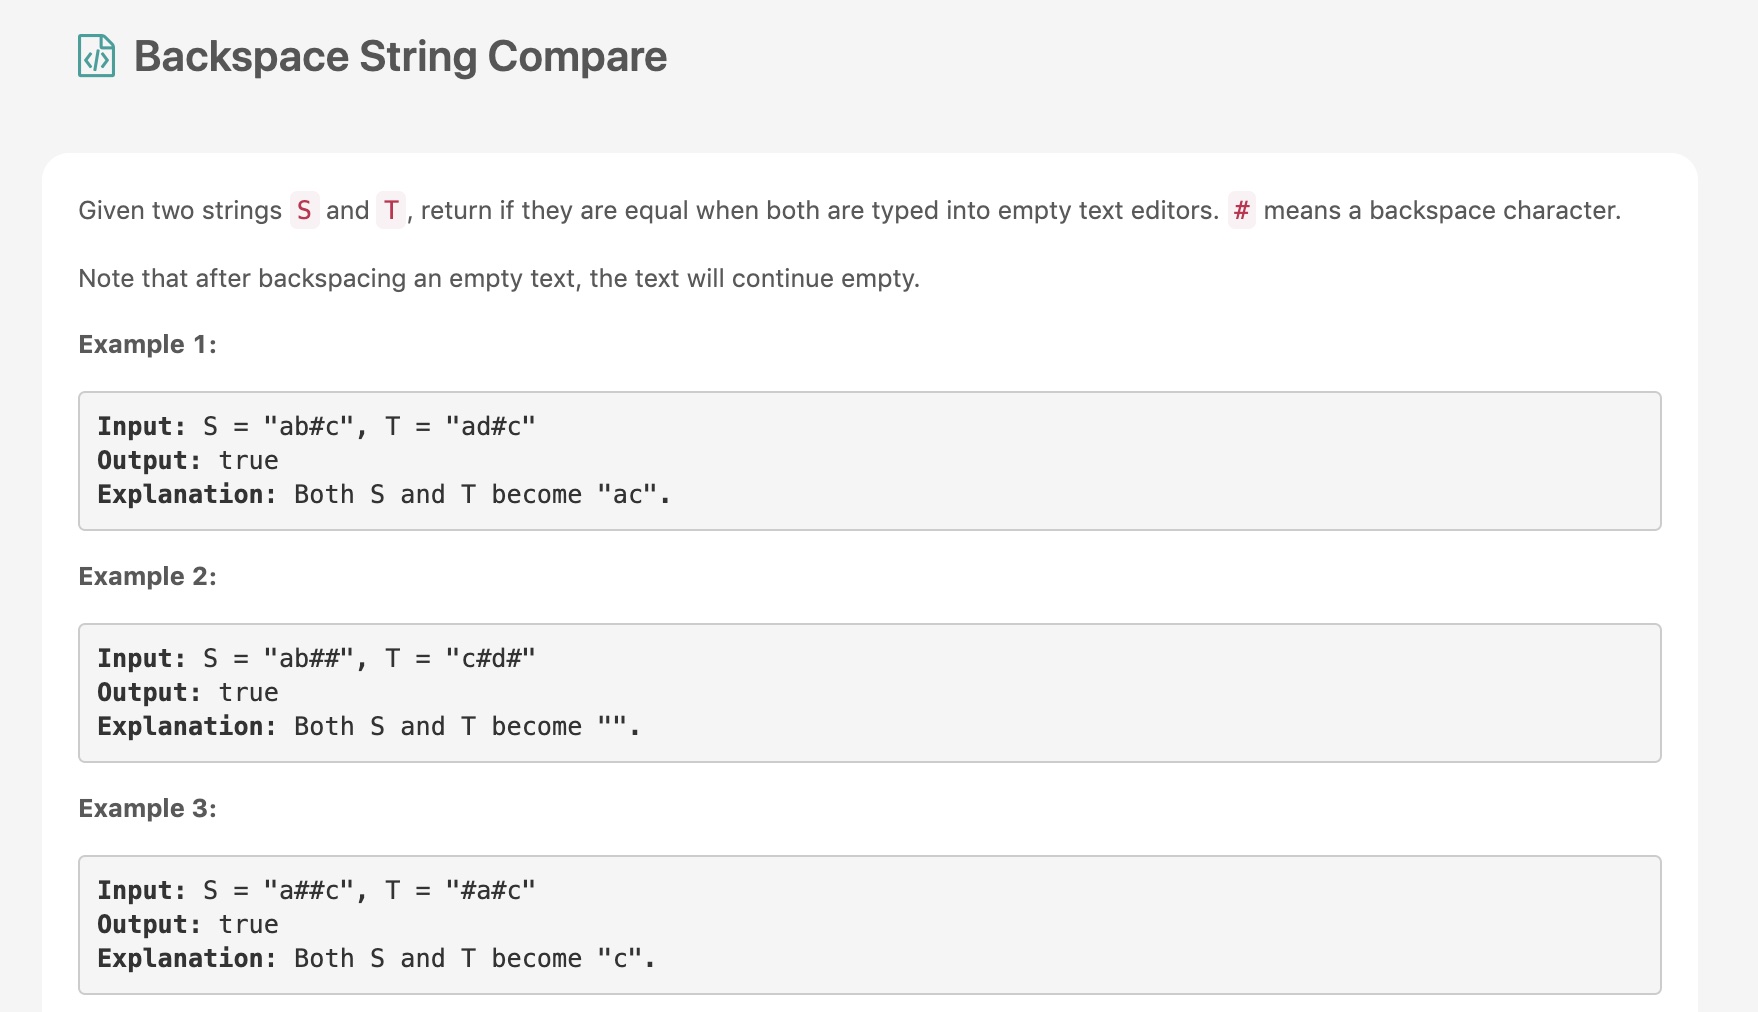 Backspace String Compare
Given two strings S and T, return if they are equal when both are typed into empty text editors. # means a backspace character.
Note that after backspacing an empty text, the text will continue empty.
Example 1:
Input: S = "ab#c", T = "ad#c"
Output: true
Explanation: Both S and T become "ac".
Example 2:
Input: S = "ab##", T = "c#d#"
Output: true
Explanation: Both S and T become "".
Example 3:
Input: S = "a##c", T = "#a#c"
Output: true
Explanation: Both S and T become "c".